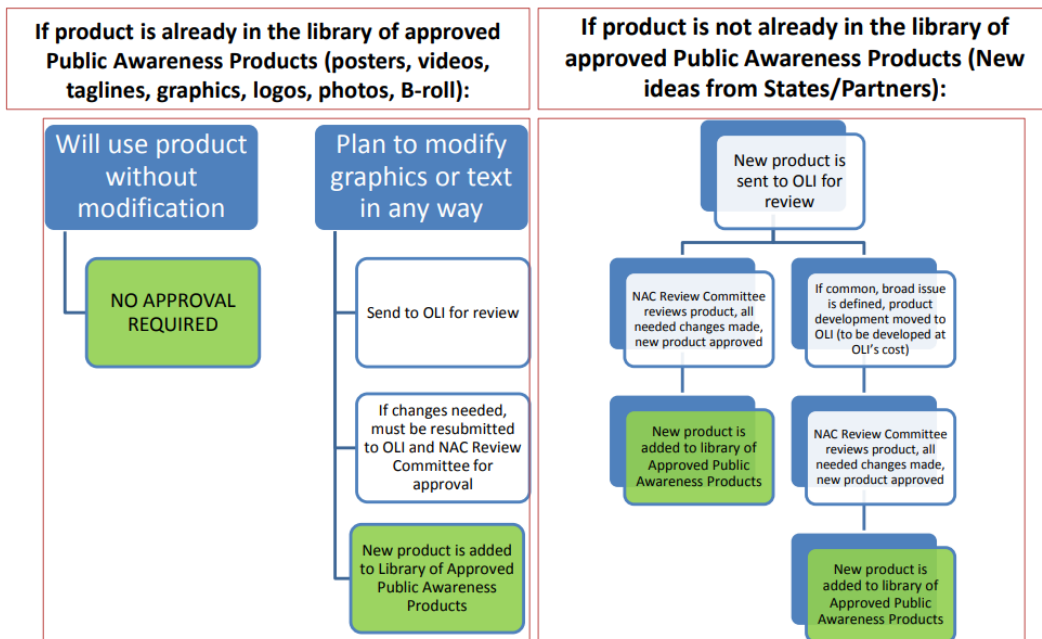 If product is already in the library of approved
Public Awareness Products (posters, videos,
taglines, graphics, logos, photos, B-roll):
Will use product
without
modification
NO APPROVAL
REQUIRED
Plan to modify
graphics or text
in any way
Send to OLI for review
If changes needed,
must be resubmitted
to OLI and NAC Review
Committee for
approval
New product is added
to Library of Approved
Public Awareness
Products
If product is not already in the library of
approved Public Awareness Products (New
ideas from States/Partners):
New product is
sent to OLI for
review
NAC Review Committee
reviews product, all
needed changes made,
new product approved
New product is
added to library of
Approved Public
Awareness Products
If common, broad issue
is defined, product
development moved to
OLI (to be developed at
OLI's cost)
NAC Review Committee
reviews product, all
needed changes made,
new product approved
New product is
added to library of
Approved Public
Awareness Products